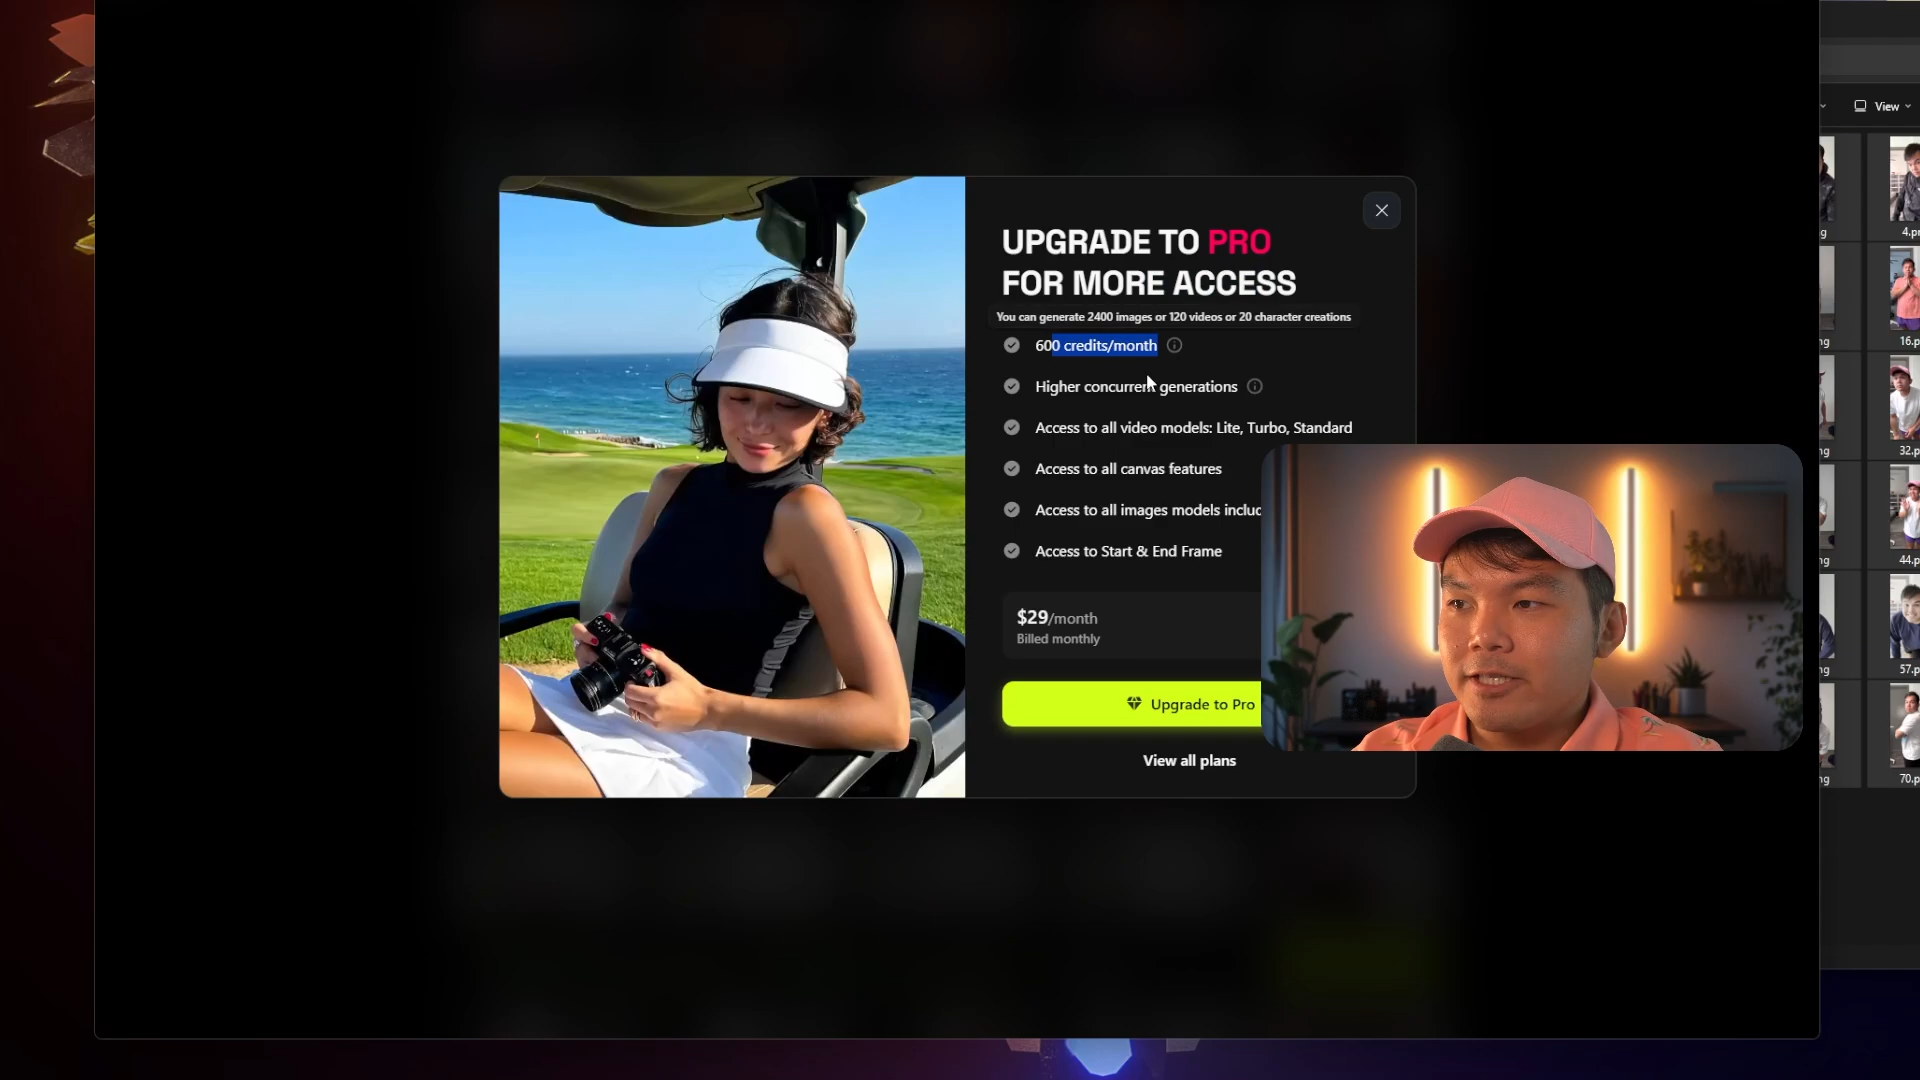 View
UPGRADE TO PRO
FOR MORE ACCESS
You can generate 2400 images or 120 videos or 20 character creations
600 credits/month
Higher concurrent generations
Access to all video models: Lite, Turbo, Standard
Access to all canvas features
Access to all images models
Access to Start & End Frame
$29/month
Billed monthly
Upgrade to Pro
View all plans
16.p
32.p
44.p
57.p
70.p